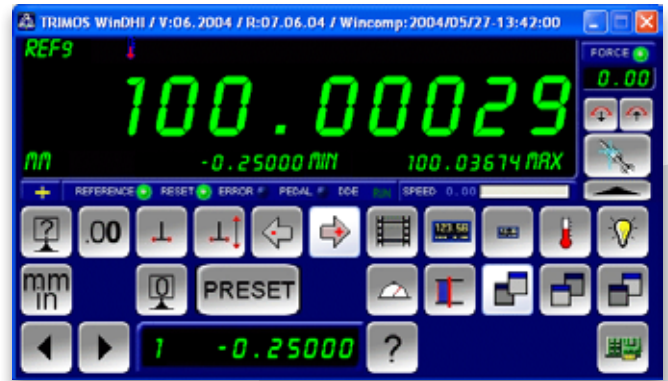 TRIMOS WinDHI / V:06.2004 / R:07.06.04 / Wincomp:2004/05/27-13:42:00
REF9
FORCE
0.00
100.00029
MM
-0.25000 MIN
100.03674 MAX
REFERENCE RESET ERROR PEDAL DDE RUN SPEED 0.00
? .00 123.56
mm
in
0 PRESET
1 -0.25000 ?